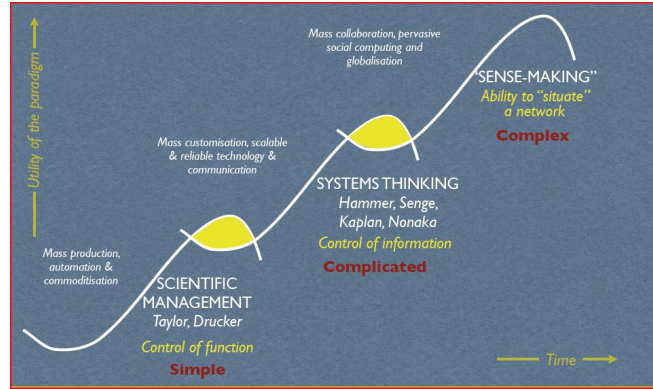 Utility of the paradigm
Mass production,
automation &
commoditisation
SCIENTIFIC
MANAGEMENT
Taylor, Drucker
Control of function
Simple
Mass customisation, scalable
& reliable technology &
communication
SYSTEMS THINKING
Hammer, Senge,
Kaplan, Nonaka
Control of information
Complicated
Mass collaboration, pervasive
social computing and
globalisation
"SENSE-MAKING"
Ability to "situate"
a network
Complex
Time